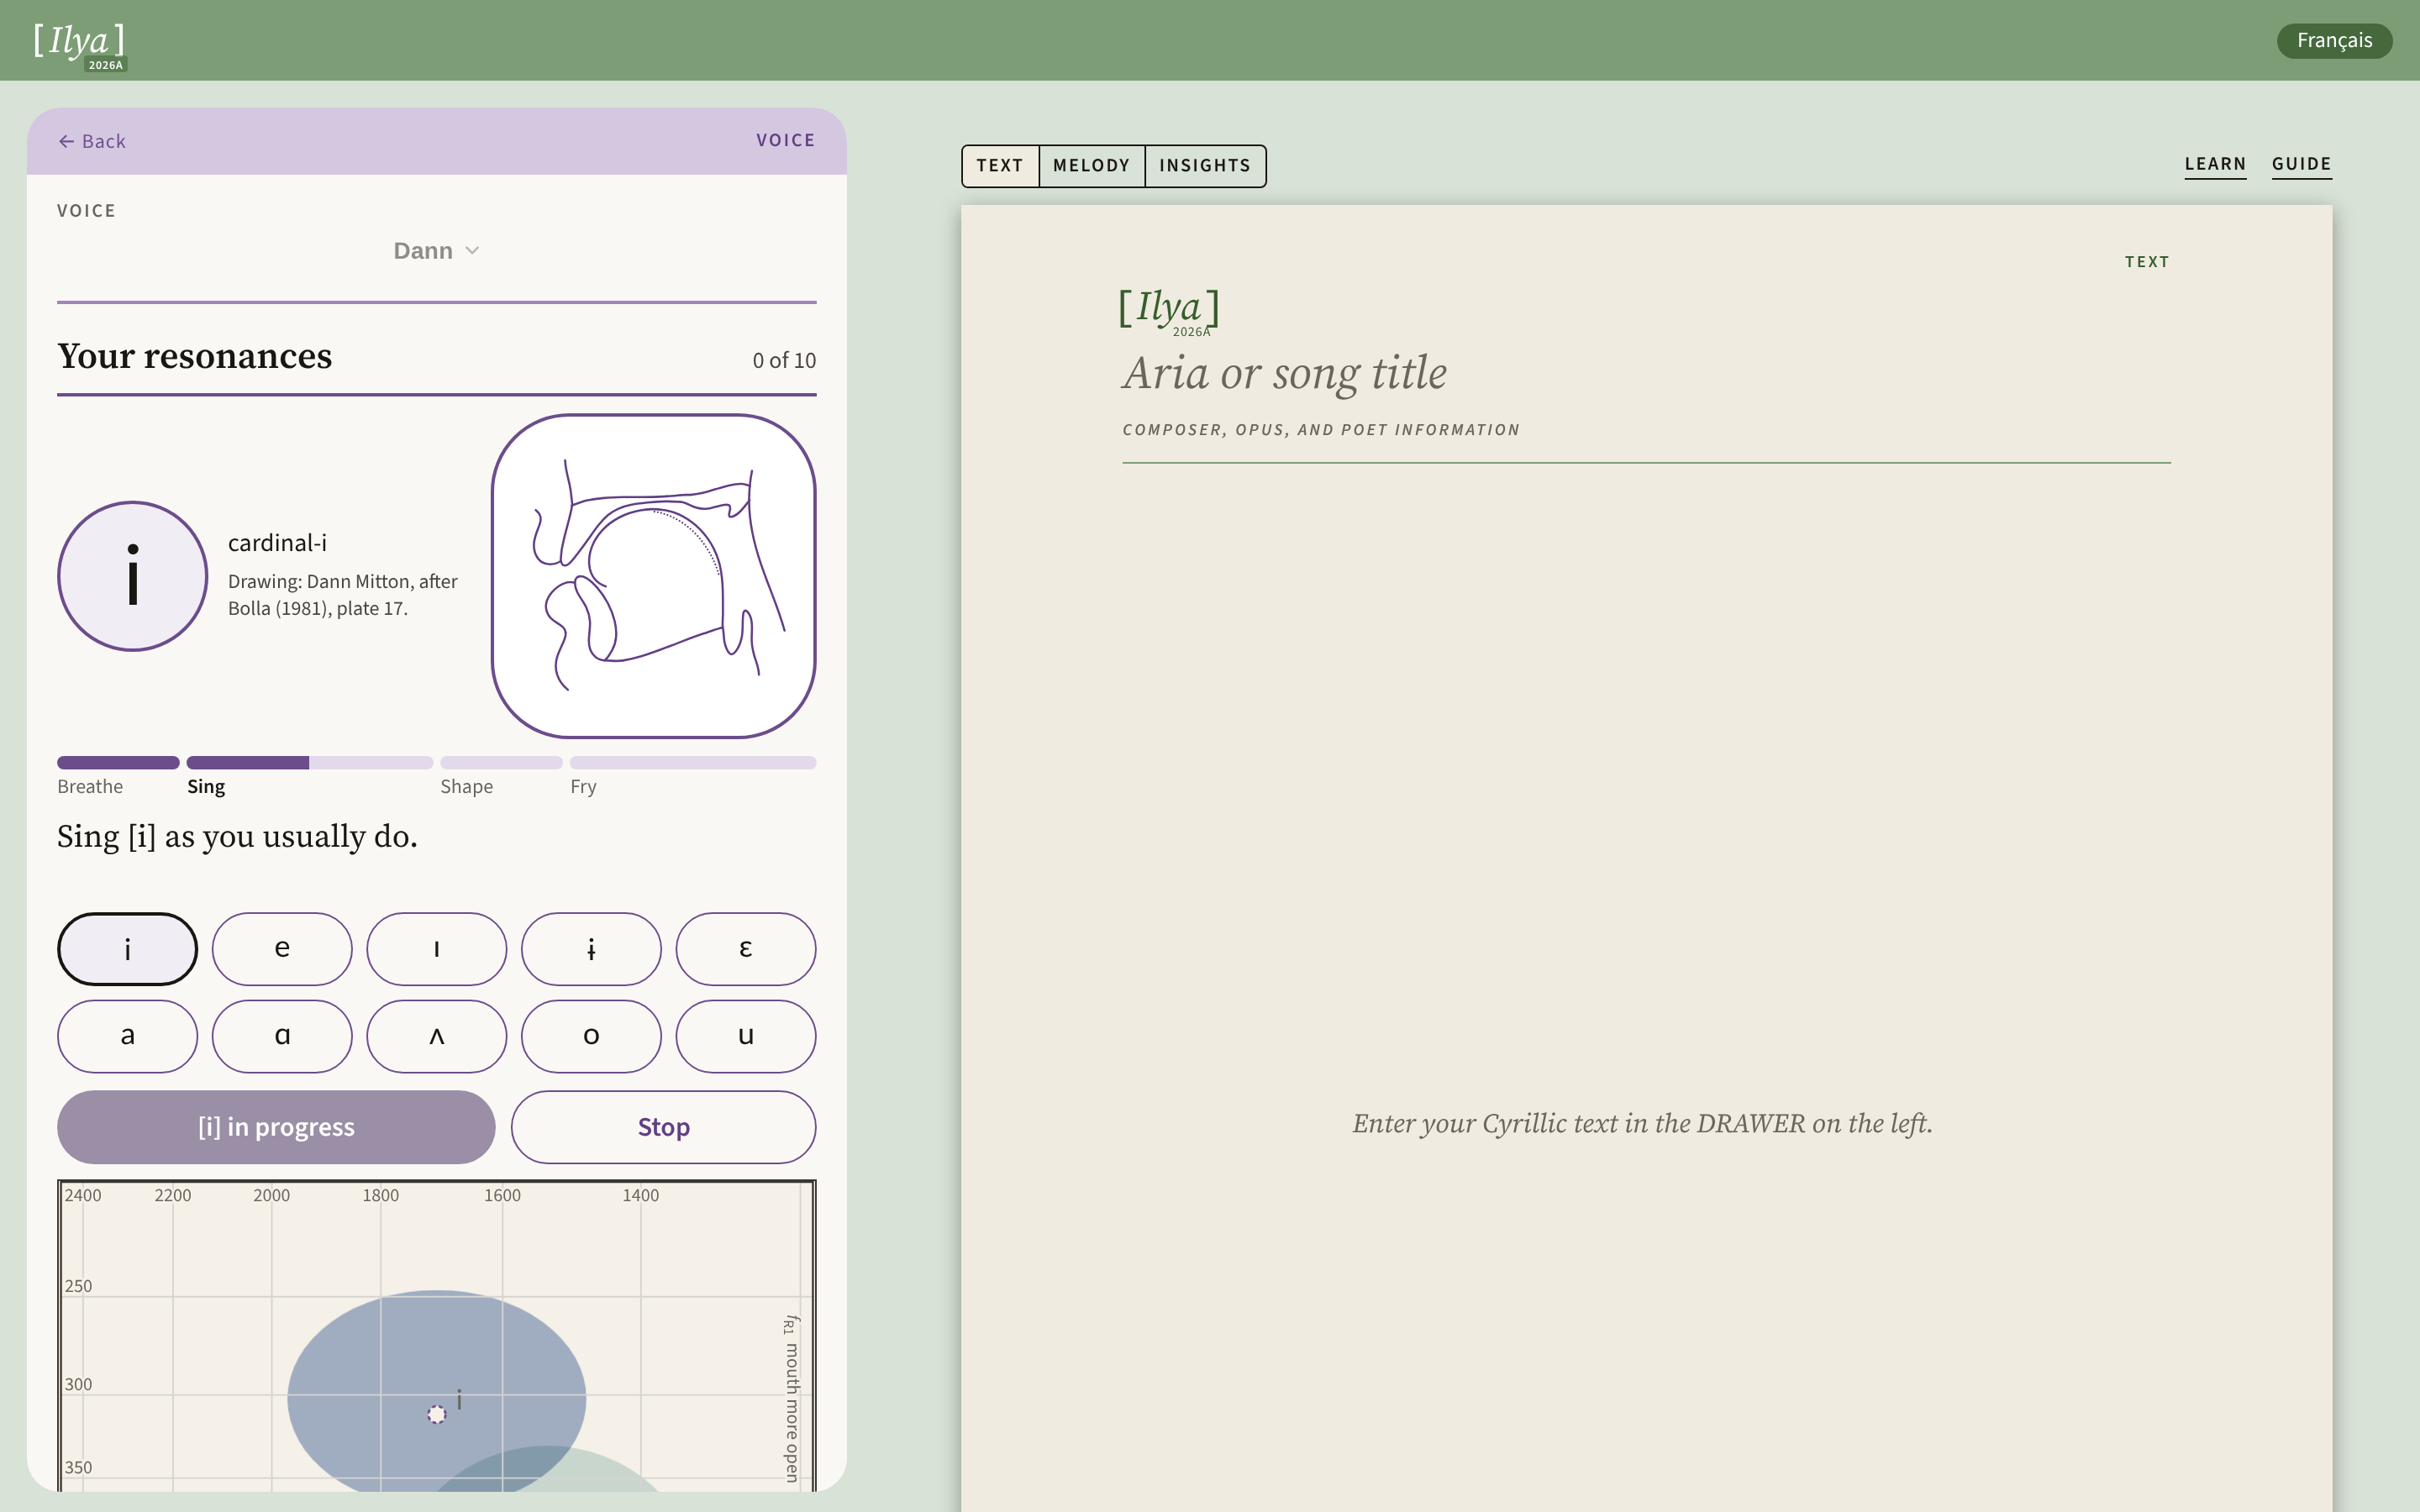 [Ilya]
2026A
Français
← Back
VOICE
VOICE
Dann
Your resonances
0 of 10
i
cardinal-i
Drawing: Dann Mitton, after
Bolla (1981), plate 17.
Breathe
Sing
Shape
Fry
Sing [i] as you usually do.
i e ɪ ɨ ɛ
a ɑ ʌ o u
[i] in progress
Stop
2400 2200 2000 1800 1600 1400
250
300
350
i
fR1 mouth more open
TEXT MELODY INSIGHTS
LEARN GUIDE
TEXT
[Ilya]
2026A
Aria or song title
COMPOSER, OPUS, AND POET INFORMATION
Enter your Cyrillic text in the DRAWER on the left.